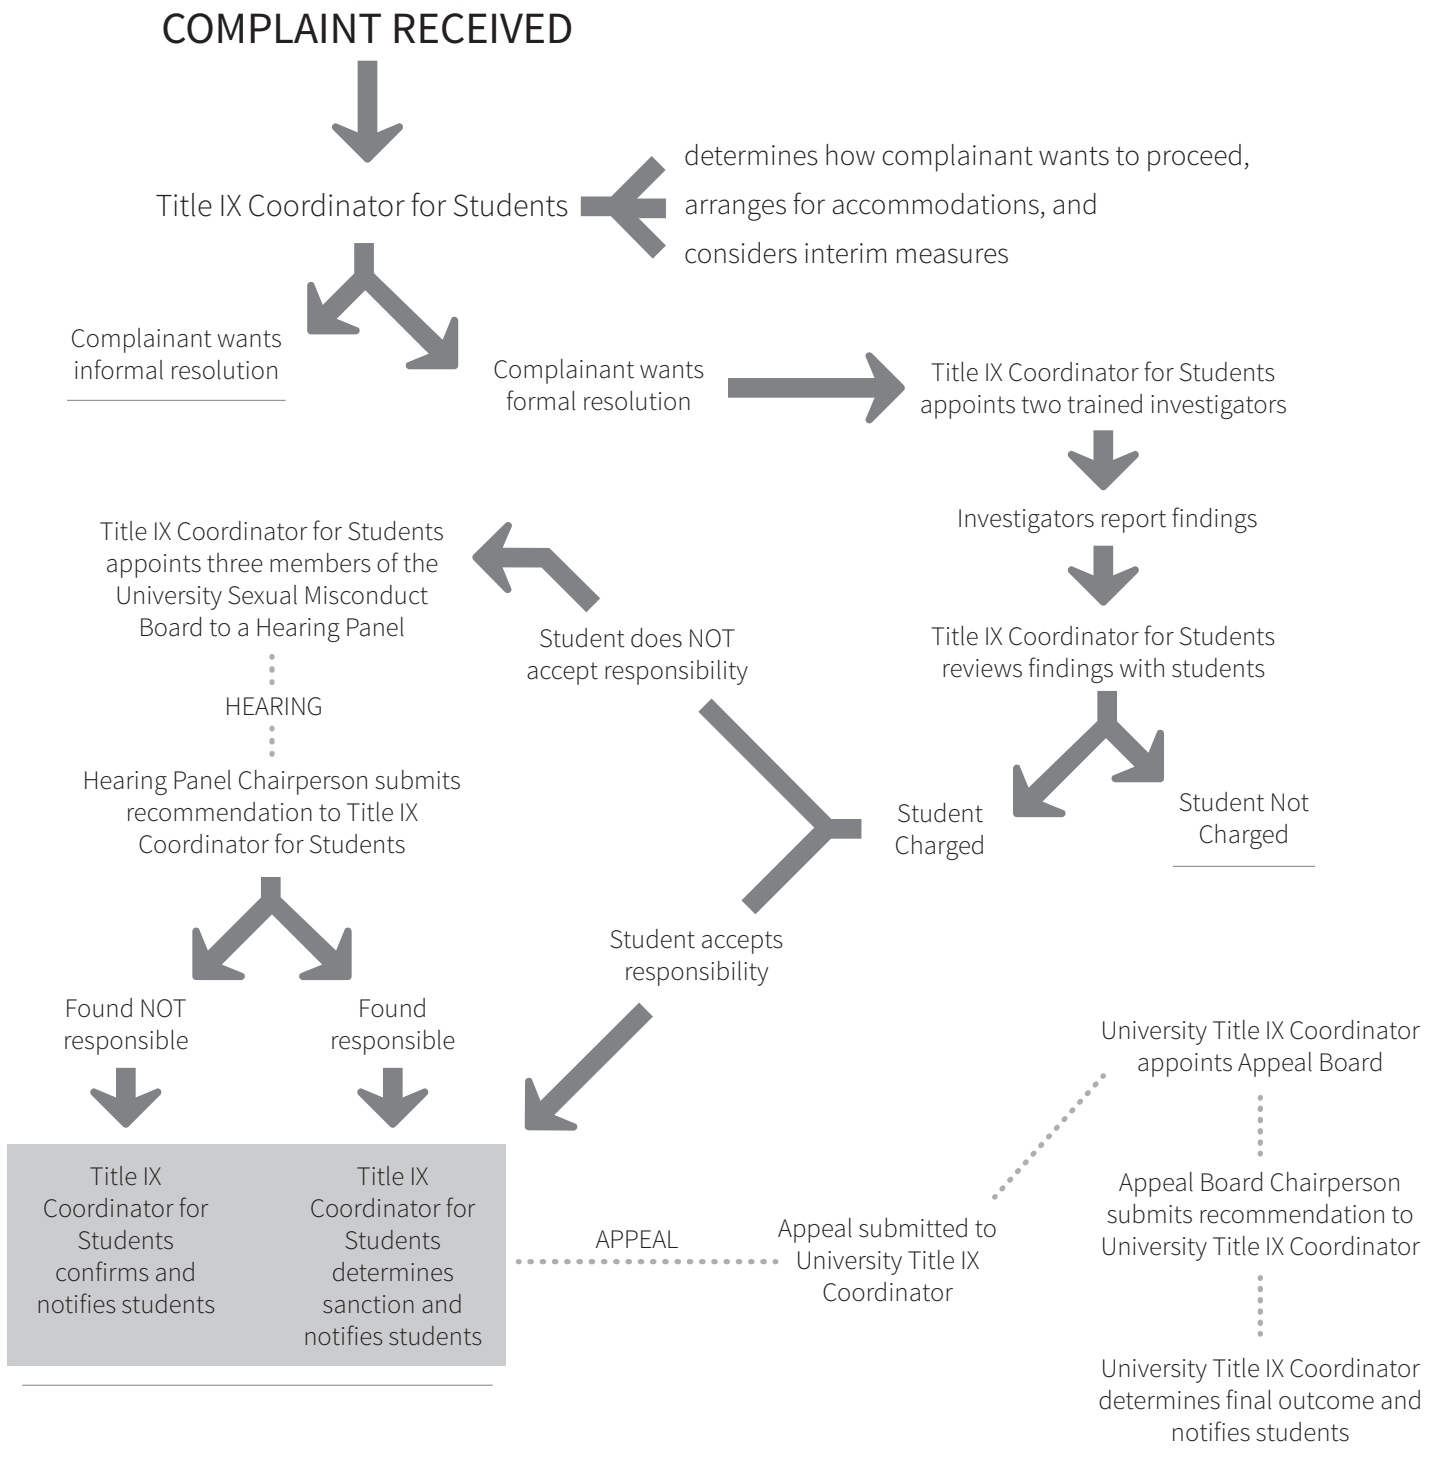 COMPLAINT RECEIVED
Title IX Coordinator for Students
determines how complainant wants to proceed,
arranges for accommodations, and
considers interim measures
Complainant wants
informal resolution
Complainant wants
formal resolution
Title IX Coordinator for Students
appoints two trained investigators
Investigators report findings
Title IX Coordinator for Students
reviews findings with students
Student Not
Charged
Student
Charged
Student does NOT
accept responsibility
Title IX Coordinator for Students
appoints three members of the
University Sexual Misconduct
Board to a Hearing Panel
HEARING
Hearing Panel Chairperson submits
recommendation to Title IX
Coordinator for Students
Found NOT
responsible
Found
responsible
Student accepts
responsibility
Title IX
Coordinator for
Students
confirms and
notifies students
Title IX
Coordinator for
Students
determines
sanction and
notifies students
APPEAL
Appeal submitted to
University Title IX
Coordinator
University Title IX Coordinator
appoints Appeal Board
Appeal Board Chairperson
submits recommendation to
University Title IX Coordinator
University Title IX Coordinator
determines final outcome and
notifies students